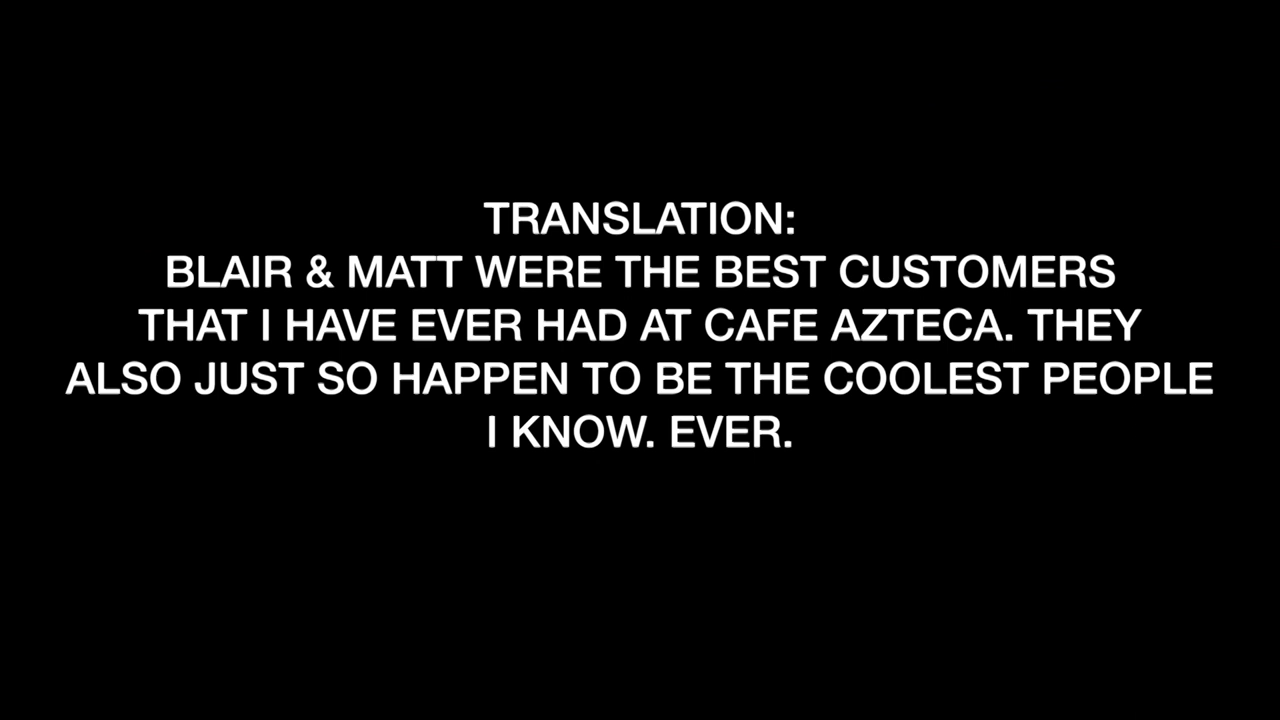 TRANSLATION:
BLAIR & MATT WERE THE BEST CUSTOMERS
THAT I HAVE EVER HAD AT CAFE AZTECA. THEY
ALSO JUST SO HAPPEN TO BE THE COOLEST PEOPLE
I KNOW. EVER.